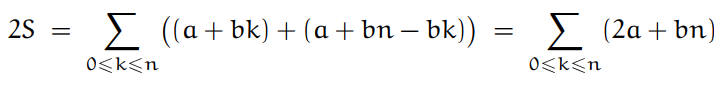 2S = ∑ ((a + bk) + (a + bn − bk)) = ∑ (2a + bn)
0⩽k⩽n 0⩽k⩽n